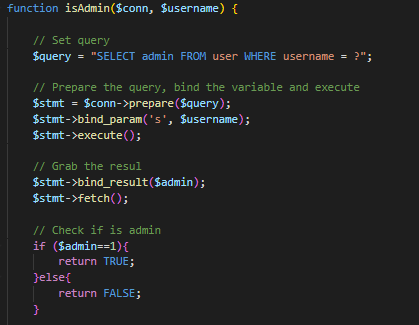 function isAdmin($conn, $username) {
// Set query
$query = "SELECT admin FROM user WHERE username = ?";
// Prepare the query, bind the variable and execute
$stmt = $conn->prepare($query);
$stmt->bind_param('s', $username);
$stmt->execute();
// Grab the resul
$stmt->bind_result($admin);
$stmt->fetch();
// Check if is admin
if ($admin==1){
return TRUE;
}else{
return FALSE;
}